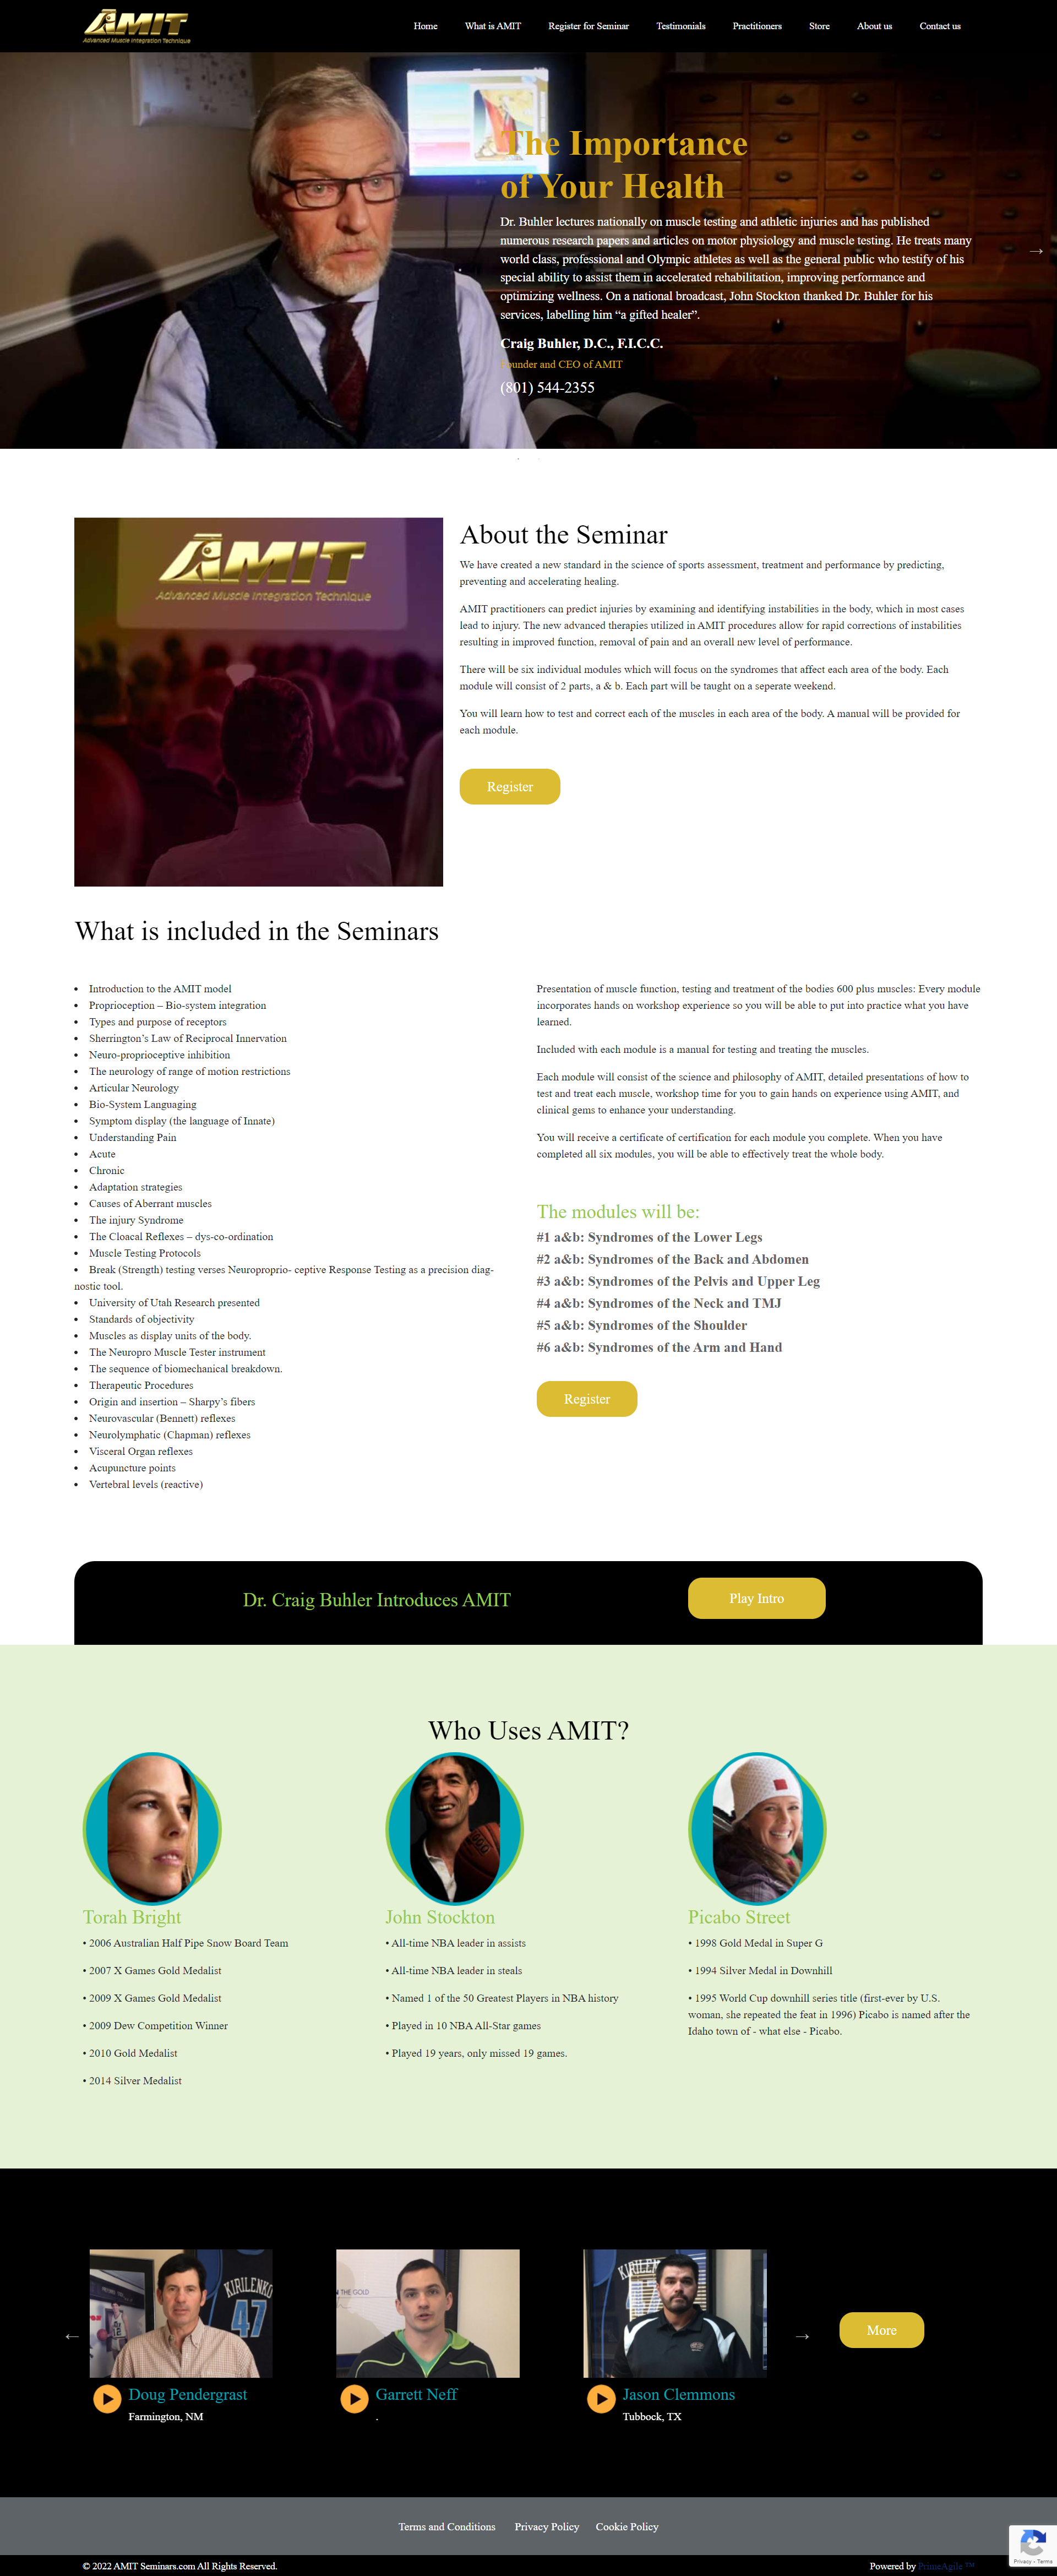 AMIT
Advanced Muscle Integration Technique
Home What is AMIT Register for Seminar Testimonials Practitioners Store About us Contact us
The Importance
of Your Health
Dr. Buhler lectures nationally on muscle testing and athletic injuries and has published
numerous research papers and articles on motor physiology and muscle testing. He treats many
world class, professional and Olympic athletes as well as the general public who testify of his
special ability to assist them in accelerated rehabilitation, improving performance and
optimizing wellness. On a national broadcast, John Stockton thanked Dr. Buhler for his
services, labelling him “a gifted healer”.
→
Craig Buhler, D.C., F.I.C.C.
Founder and CEO of AMIT
(801) 544-2355
AMIT
Advanced Muscle Integration Technique
About the Seminar
We have created a new standard in the science of sports assessment, treatment and performance by predicting,
preventing and accelerating healing.
AMIT practitioners can predict injuries by examining and identifying instabilities in the body, which in most cases
lead to injury. The new advanced therapies utilized in AMIT procedures allow for rapid corrections of instabilities
resulting in improved function, removal of pain and an overall new level of performance.
There will be six individual modules which will focus on the syndromes that affect each area of the body. Each
module will consist of 2 parts, a & b. Each part will be taught on a seperate weekend.
You will learn how to test and correct each of the muscles in each area of the body. A manual will be provided for
each module.
Register
What is included in the Seminars
• Introduction to the AMIT model
• Proprioception – Bio-system integration
• Types and purpose of receptors
• Sherrington’s Law of Reciprocal Innervation
• Neuro-proprioceptive inhibition
• The neurology of range of motion restrictions
• Articular Neurology
• Bio-System Languaging
• Symptom display (the language of Innate)
• Understanding Pain
• Acute
• Chronic
• Adaptation strategies
• Causes of Aberrant muscles
• The injury Syndrome
• The Cloacal Reflexes – dys-co-ordination
• Muscle Testing Protocols
• Break (Strength) testing verses Neuroproprio- ceptive Response Testing as a precision diag-
nostic tool.
• University of Utah Research presented
• Standards of objectivity
• Muscles as display units of the body.
• The Neuropro Muscle Tester instrument
• The sequence of biomechanical breakdown.
• Therapeutic Procedures
• Origin and insertion – Sharpy’s fibers
• Neurovascular (Bennett) reflexes
• Neurolymphatic (Chapman) reflexes
• Visceral Organ reflexes
• Acupuncture points
• Vertebral levels (reactive)
Presentation of muscle function, testing and treatment of the bodies 600 plus muscles: Every module
incorporates hands on workshop experience so you will be able to put into practice what you have
learned.
Included with each module is a manual for testing and treating the muscles.
Each module will consist of the science and philosophy of AMIT, detailed presentations of how to
test and treat each muscle, workshop time for you to gain hands on experience using AMIT, and
clinical gems to enhance your understanding.
You will receive a certificate of certification for each module you complete. When you have
completed all six modules, you will be able to effectively treat the whole body.
The modules will be:
#1 a&b: Syndromes of the Lower Legs
#2 a&b: Syndromes of the Back and Abdomen
#3 a&b: Syndromes of the Pelvis and Upper Leg
#4 a&b: Syndromes of the Neck and TMJ
#5 a&b: Syndromes of the Shoulder
#6 a&b: Syndromes of the Arm and Hand
Register
Dr. Craig Buhler Introduces AMIT
Play Intro
Who Uses AMIT?
Torah Bright
• 2006 Australian Half Pipe Snow Board Team
• 2007 X Games Gold Medalist
• 2009 X Games Gold Medalist
• 2009 Dew Competition Winner
• 2010 Gold Medalist
• 2014 Silver Medalist
John Stockton
• All-time NBA leader in assists
• All-time NBA leader in steals
• Named 1 of the 50 Greatest Players in NBA history
• Played in 10 NBA All-Star games
• Played 19 years, only missed 19 games.
Picabo Street
• 1998 Gold Medal in Super G
• 1994 Silver Medal in Downhill
• 1995 World Cup downhill series title (first-ever by U.S.
woman, she repeated the feat in 1996) Picabo is named after the
Idaho town of - what else - Picabo.
←
KIRILENKO
47
Doug Pendergrast
Farmington, NM
THE GOLD
Garrett Neff
.
KIRILENKO
47
Jason Clemmons
Tubbock, TX
→
More
Terms and Conditions Privacy Policy Cookie Policy
Privacy - Terms
© 2022 AMIT Seminars.com All Rights Reserved.
Powered by PrimeAgile ™